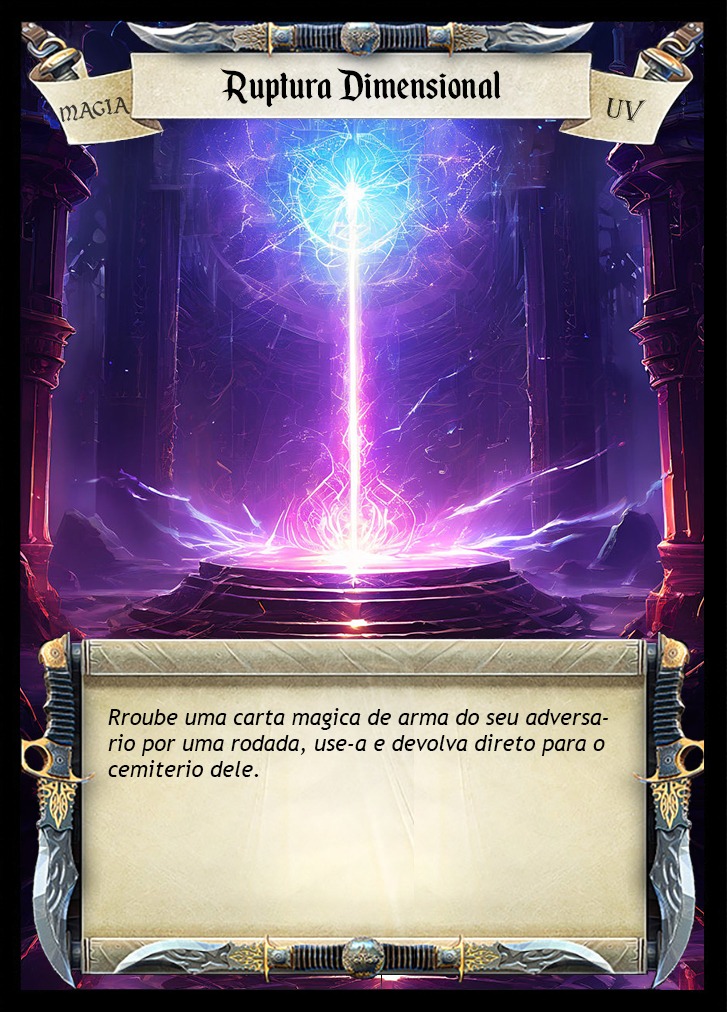 Ruptura Dimensional
MAGIA
UV
Rroube uma carta magica de arma do seu adversa-
rio por uma rodada, use-a e devolva direto para o
cemiterio dele.